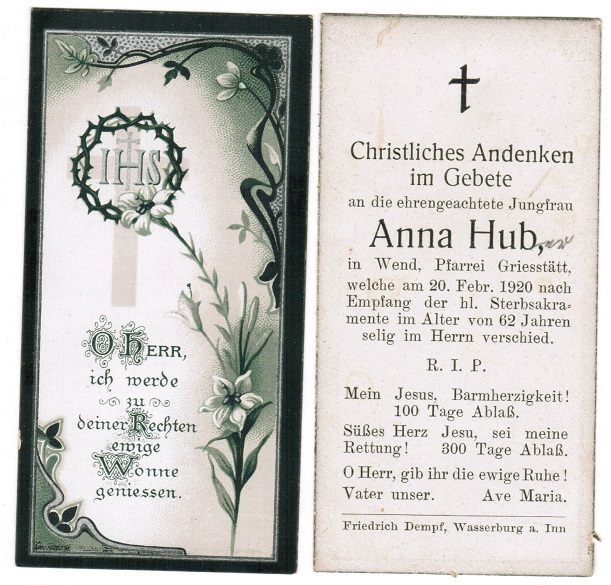 IHS
O HERR,
ich werde
zu
deiner Rechten
ewige
Wonne
geniessen.
Christliches Andenken
im Gebete
an die ehrengeachtete Jungfrau
Anna Hub,
in Wend, Pfarrei Griesstätt,
welche am 20. Febr. 1920 nach
Empfang der hl. Sterbsakra-
mente im Alter von 62 Jahren
selig im Herrn verschied.
R. I. P.
Mein Jesus, Barmherzigkeit!
100 Tage Ablaß.
Süßes Herz Jesu, sei meine
Rettung! 300 Tage Ablaß.
O Herr, gib ihr die ewige Ruhe!
Vater unser. Ave Maria.
Friedrich Dempf, Wasserburg a. Inn